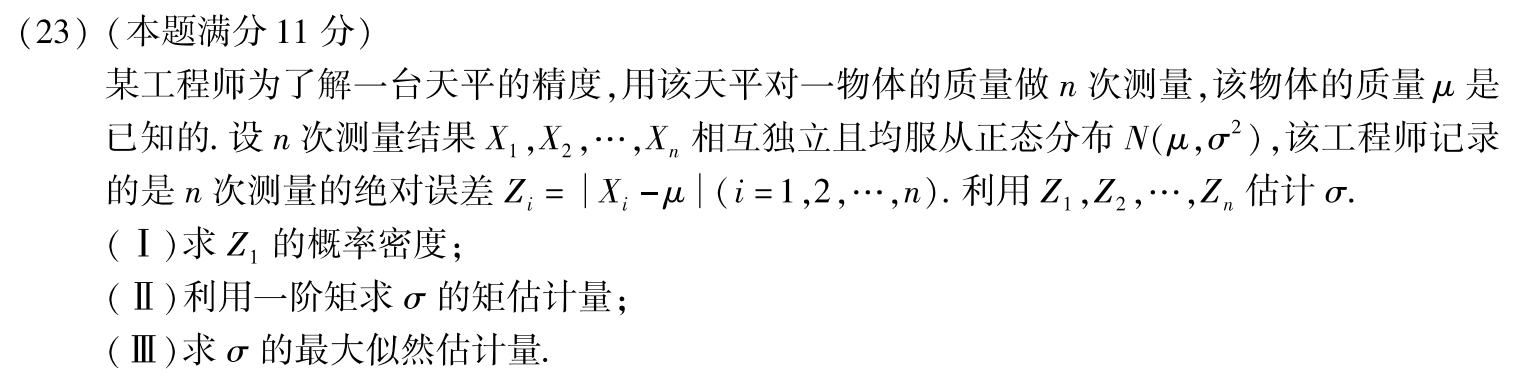 (23) (本题满分 11 分)
某工程师为了解一台天平的精度,用该天平对一物体的质量做 n 次测量,该物体的质量 μ 是
已知的. 设 n 次测量结果 X₁,X₂,⋯,Xₙ 相互独立且均服从正态分布 N(μ,σ²),该工程师记录
的是 n 次测量的绝对误差 Zᵢ = |Xᵢ −μ|(i =1,2,⋯,n). 利用 Z₁,Z₂,⋯,Zₙ 估计 σ.
(Ⅰ)求 Z₁ 的概率密度;
(Ⅱ)利用一阶矩求 σ 的矩估计量;
(Ⅲ)求 σ 的最大似然估计量.